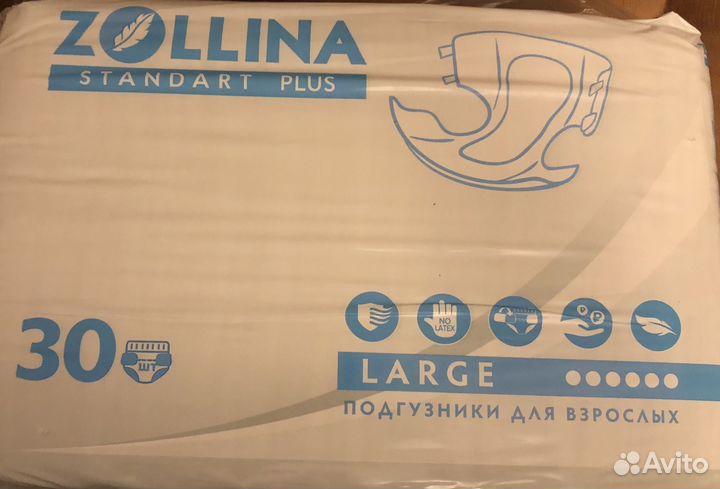 ZOLLINA
STANDART PLUS
NO
LATEX
30 ШТ
LARGE
ПОДГУЗНИКИ ДЛЯ ВЗРОСЛЫХ
Avito